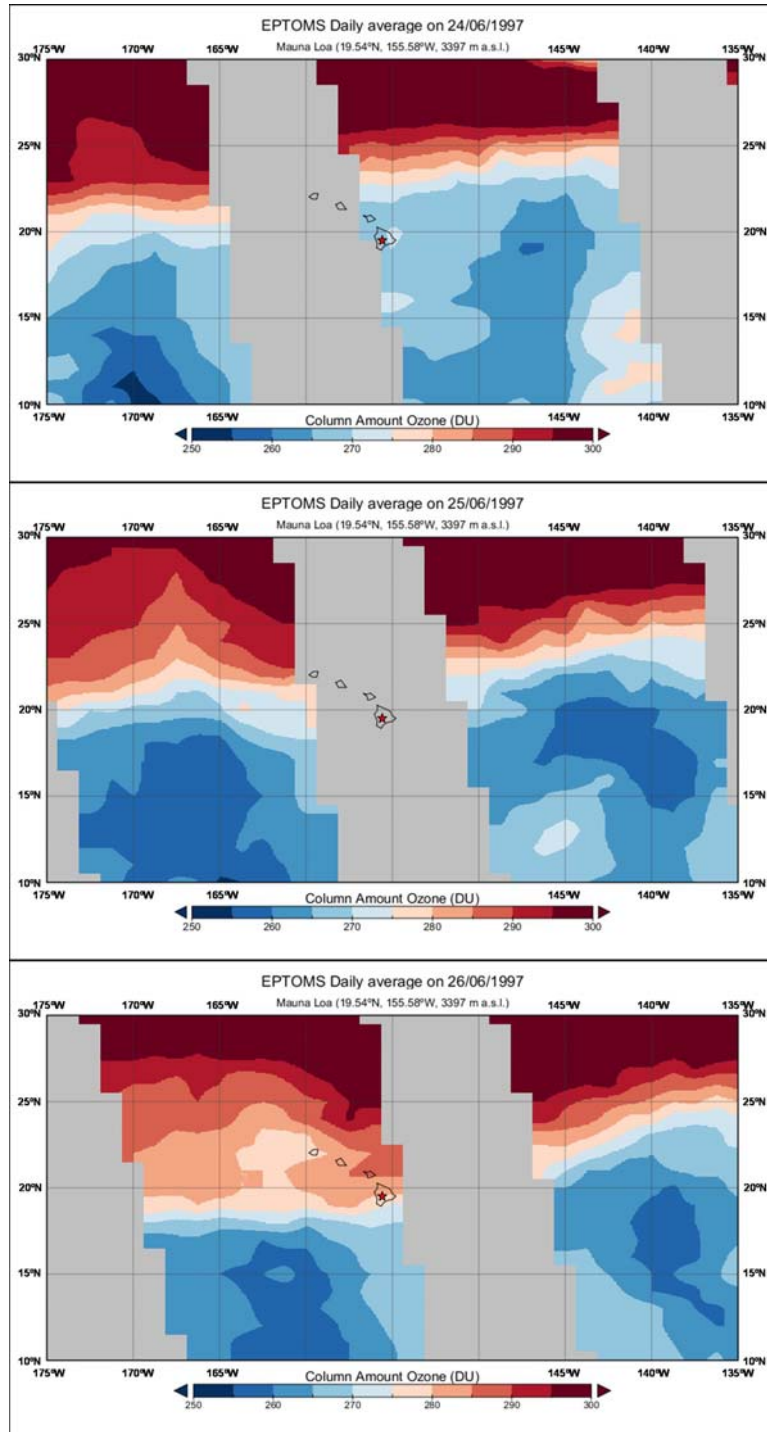 EPTOMS Daily average on 24/06/1997
Mauna Loa (19.54ºN, 155.58ºW, 3397 m a.s.l.)
175ºW 170ºW 165ºW 145ºW 140ºW 135ºW
30ºN 30ºN
25ºN 25ºN
20ºN 20ºN
15ºN 15ºN
10ºN 10ºN
175ºW 170ºW 165ºW 145ºW 140ºW 135ºW
Column Amount Ozone (DU)
250 260 270 280 290 300
EPTOMS Daily average on 25/06/1997
Mauna Loa (19.54ºN, 155.58ºW, 3397 m a.s.l.)
175ºW 170ºW 165ºW 145ºW 140ºW 135ºW
30ºN 30ºN
25ºN 25ºN
20ºN 20ºN
15ºN 15ºN
10ºN 10ºN
175ºW 170ºW 165ºW 145ºW 140ºW 135ºW
Column Amount Ozone (DU)
250 260 270 280 290 300
EPTOMS Daily average on 26/06/1997
Mauna Loa (19.54ºN, 155.58ºW, 3397 m a.s.l.)
175ºW 170ºW 165ºW 145ºW 140ºW 135ºW
30ºN 30ºN
25ºN 25ºN
20ºN 20ºN
15ºN 15ºN
10ºN 10ºN
175ºW 170ºW 165ºW 145ºW 140ºW 135ºW
Column Amount Ozone (DU)
250 260 270 280 290 300